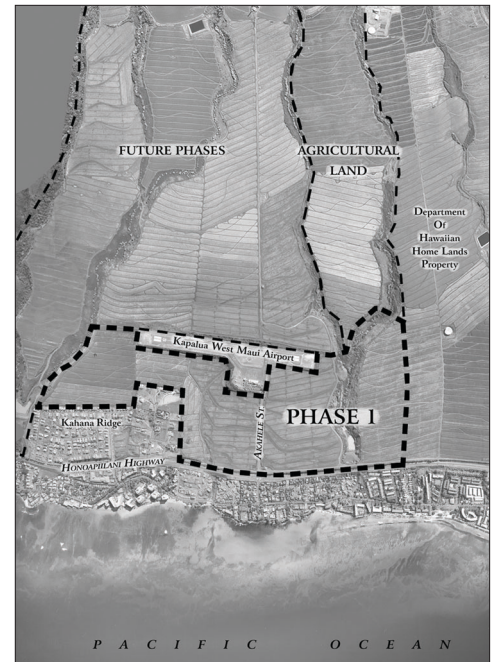 FUTURE PHASES
AGRICULTURAL
LAND
Department
Of
Hawaiian
Home Lands
Property
Kapalua West Maui Airport
PHASE 1
AKAHELE ST.
Kahana Ridge
HONOAPIILANI HIGHWAY
PACIFIC OCEAN